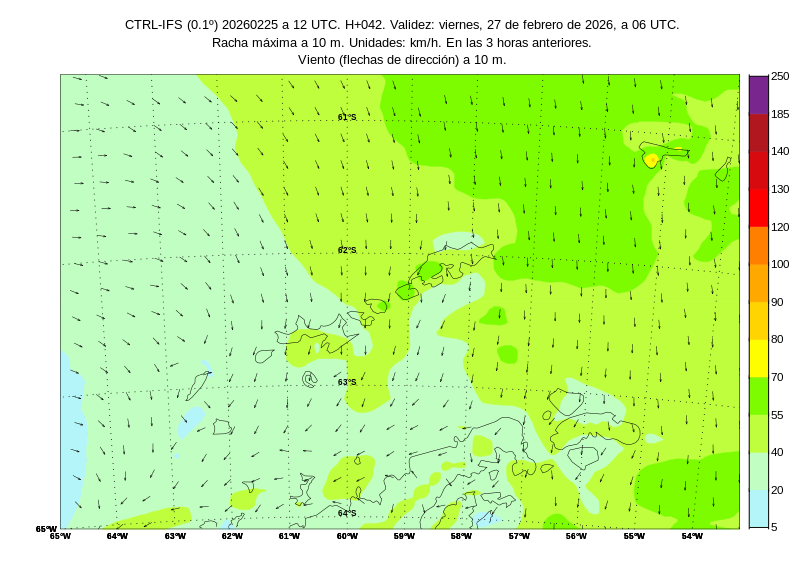 CTRL-IFS (0.1º) 20260225 a 12 UTC. H+042. Validez: viernes, 27 de febrero de 2026, a 06 UTC.
Racha máxima a 10 m. Unidades: km/h. En las 3 horas anteriores.
Viento (flechas de dirección) a 10 m.
250
185
140
130
120
100
90
80
70
55
40
20
5
61°S
62°S
63°S
64°S
65°W
65°W
64°W
63°W
62°W
61°W
60°W
59°W
58°W
57°W
56°W
55°W
54°W